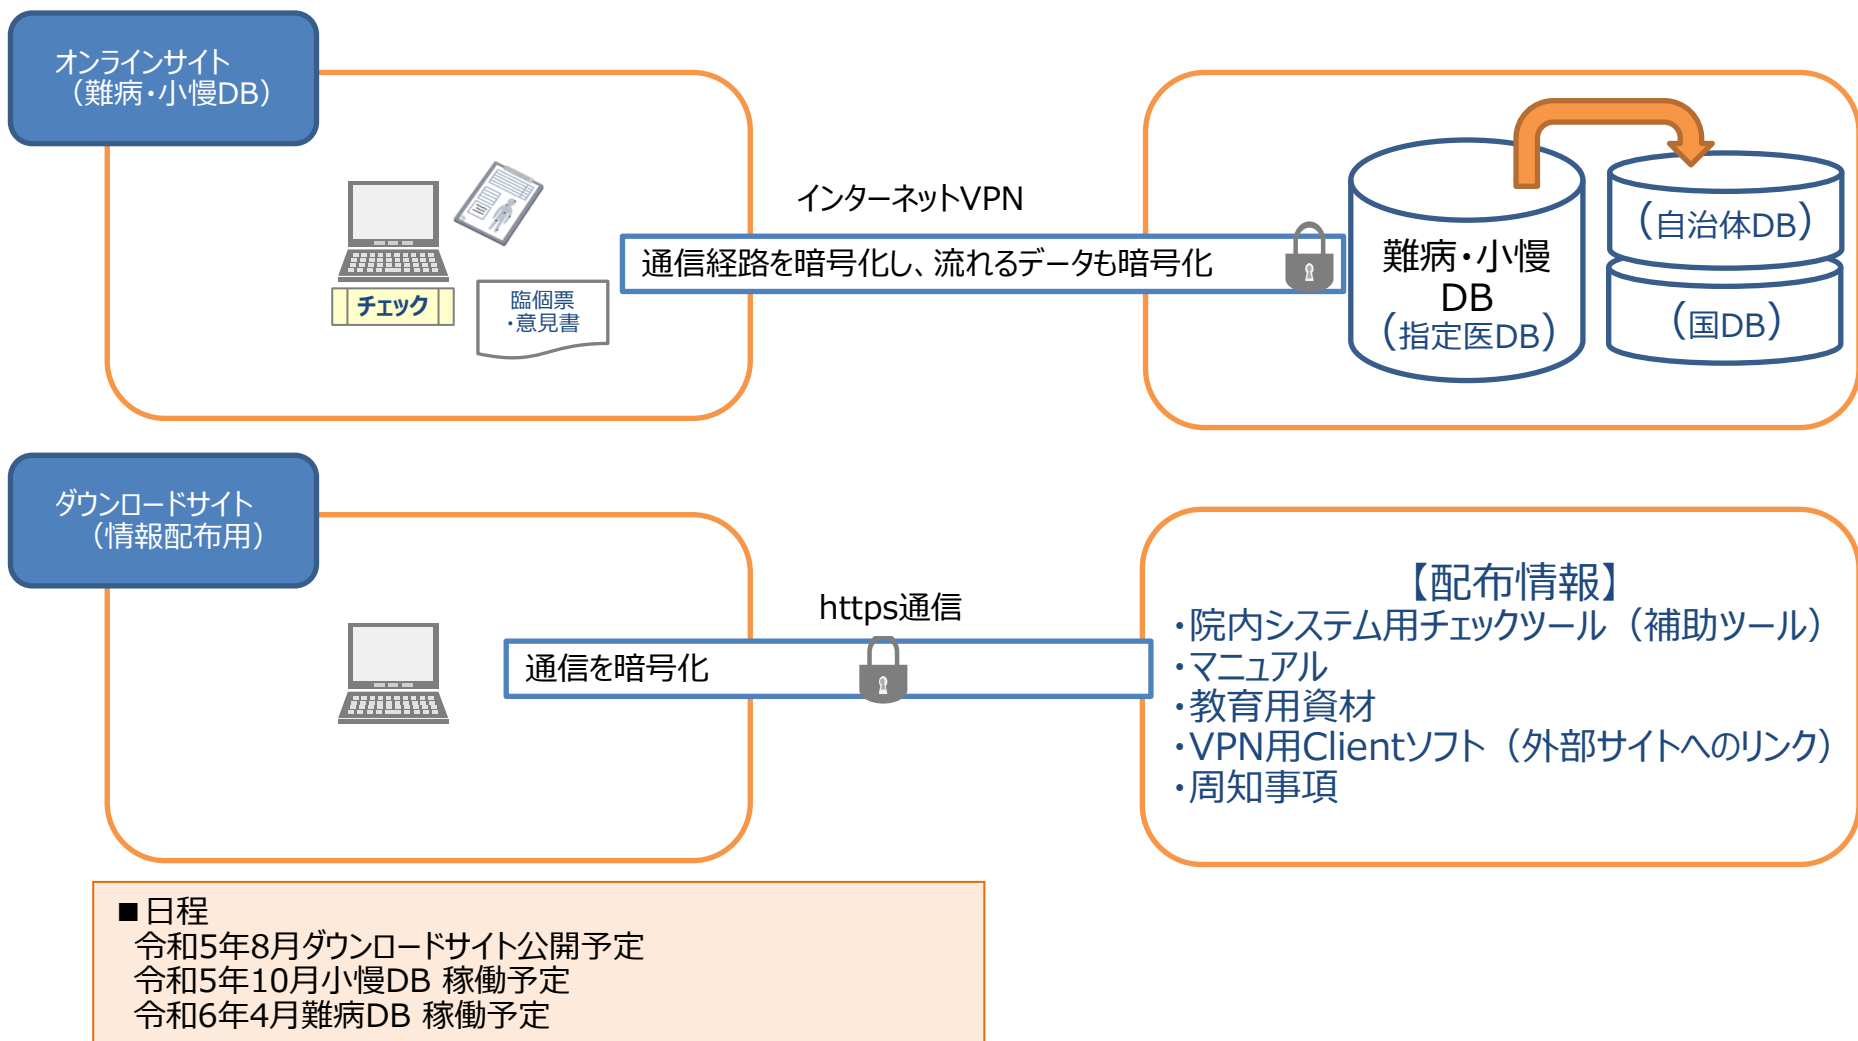 オンラインサイト
（難病・小慢DB）
インターネットVPN
通信経路を暗号化し、流れるデータも暗号化
チェック
臨個票
・意見書
難病・小慢
DB
（指定医DB）
（自治体DB）
（国DB）
ダウンロードサイト
（情報配布用）
https通信
通信を暗号化
【配布情報】
・院内システム用チェックツール（補助ツール）
・マニュアル
・教育用資材
・VPN用Clientソフト（外部サイトへのリンク）
・周知事項
■日程
令和5年8月ダウンロードサイト公開予定
令和5年10月小慢DB 稼働予定
令和6年4月難病DB 稼働予定